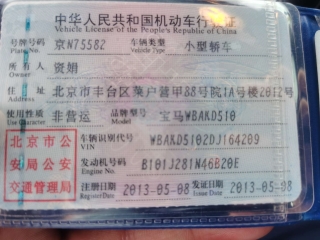 中华人民共和国机动车行驶证
Vehicle License of the People's Republic of China
号牌号码 京N75582 车辆类型 小型轿车
Plate No. Vehicle Type
所有人 贾娟
Owner
住址 北京市丰台区菜户营甲88号院1A号楼2012号
Address
使用性质 非营运 品牌型号 宝马WBAKD510
Use Character Model
北京市公 车辆识别代号 WBAKD5102DJ164209
VIN
安局公安 发动机号码 B101J281N46B20E
Engine No.
交通管理局 注册日期 2013-05-08 发证日期 2013-05-08
Register Date Issue Date